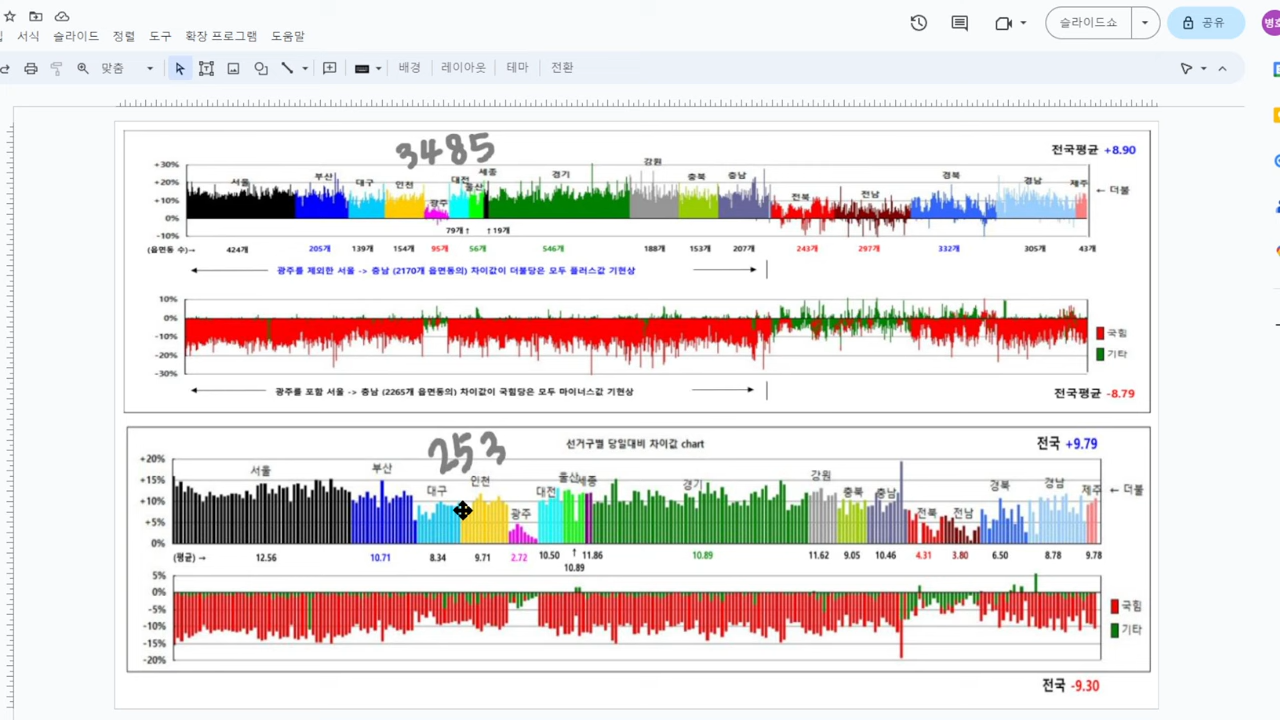 서식 슬라이드 정렬 도구 확장 프로그램 도움말
슬라이드쇼
공유
병호
맞춤
배경 레이아웃 테마 전환
3485
전국평균 +8.90
+30%
+20%
+10%
0%
-10%
서울 부산 대구 인천 광주 대전 울산 세종 경기 강원 충북 충남 전북 전남 경북 경남 제주
← 더불
79개↑ ↑19개
(읍면동 수)→ 424개 205개 139개 154개 95개 56개 546개 188개 153개 207개 243개 297개 332개 305개 43개
광주를 제외한 서울 -> 충남 (2170개 읍면동의) 차이값이 더불당은 모두 플러스값 기현상
10%
0%
-10%
-20%
-30%
국힘
기타
광주를 포함 서울 -> 충남 (2265개 읍면동의) 차이값이 국힘당은 모두 마이너스값 기현상
전국평균 -8.79
253
선거구별 당일대비 차이값 chart
전국 +9.79
+20%
+15%
+10%
+5%
0%
서울 부산 대구 인천 광주 대전 울산 세종 경기 강원 충북 충남 전북 전남 경북 경남 제주
← 더불
(평균) → 12.56 10.71 8.34 9.71 2.72 10.50 ↑ 11.86 10.89 11.62 9.05 10.46 4.31 3.80 6.50 8.78 9.78
10.89
5%
0%
-5%
-10%
-15%
-20%
국힘
기타
전국 -9.30